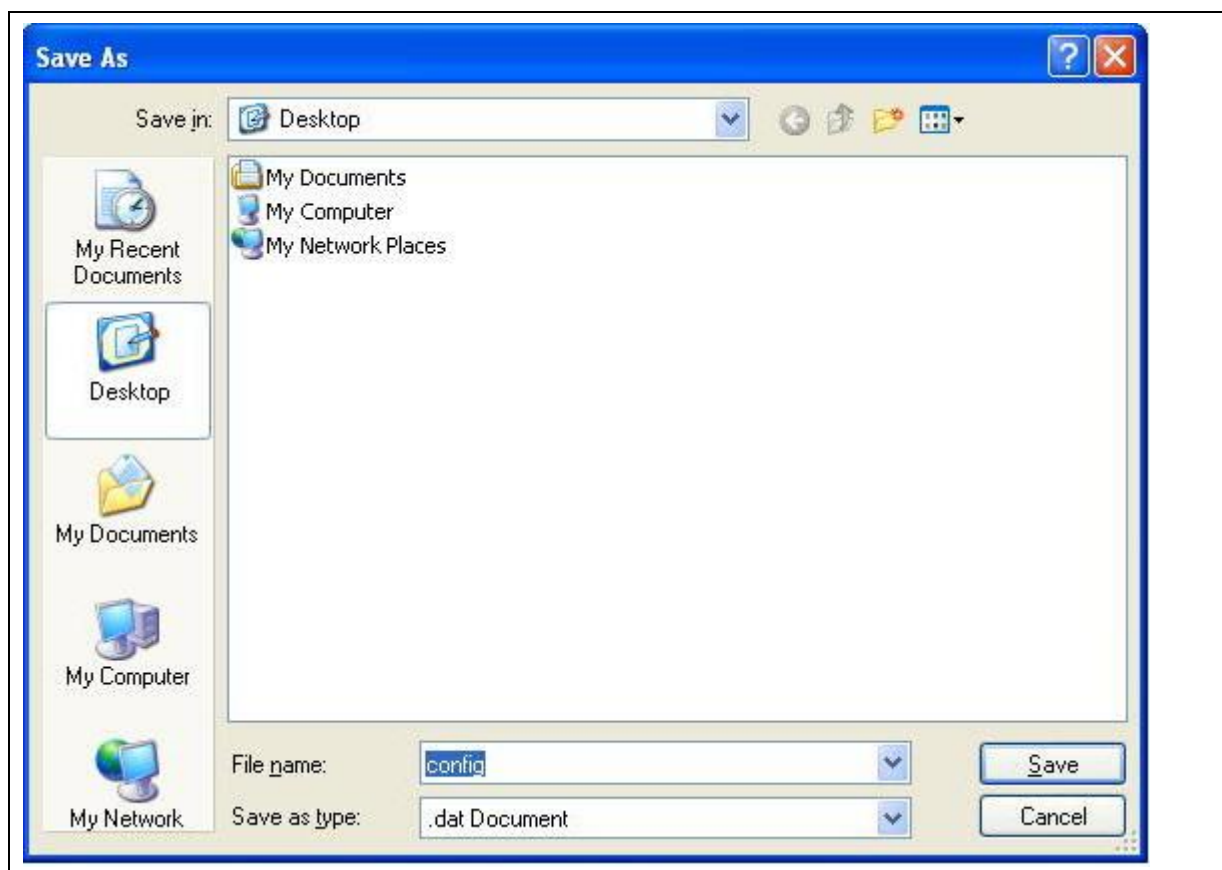 Save As
Save in:
Desktop
My Recent
Documents
Desktop
My Documents
My Computer
My Network
My Documents
My Computer
My Network Places
File name:
config
Save
Save as type:
.dat Document
Cancel